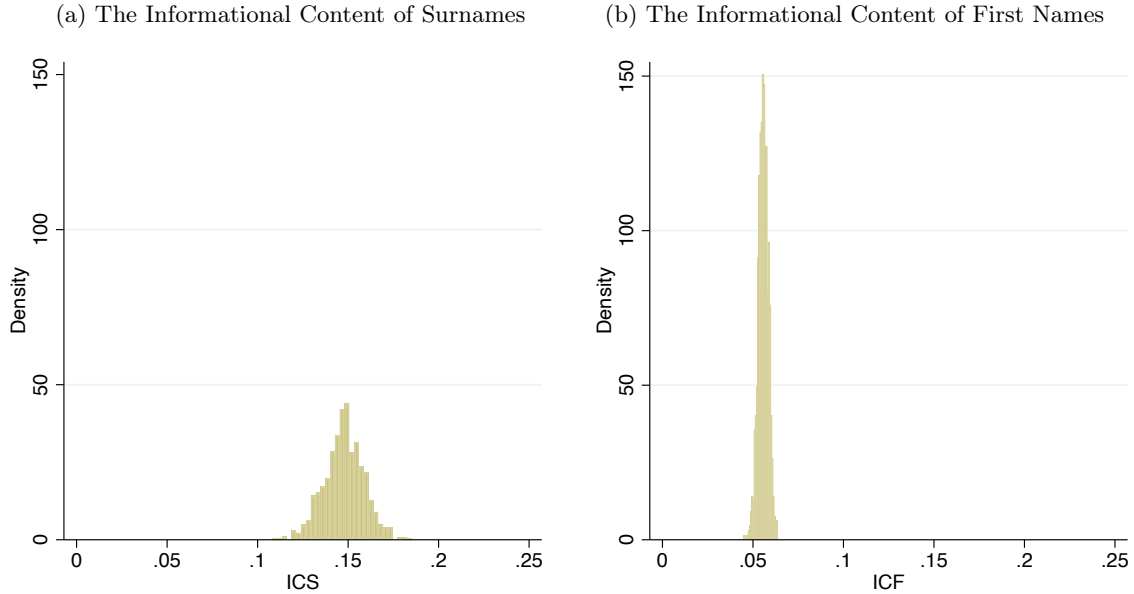 (a) The Informational Content of Surnames
150
100
50
0
Density
0 .05 .1 .15 .2 .25
ICS
(b) The Informational Content of First Names
150
100
50
0
Density
0 .05 .1 .15 .2 .25
ICF